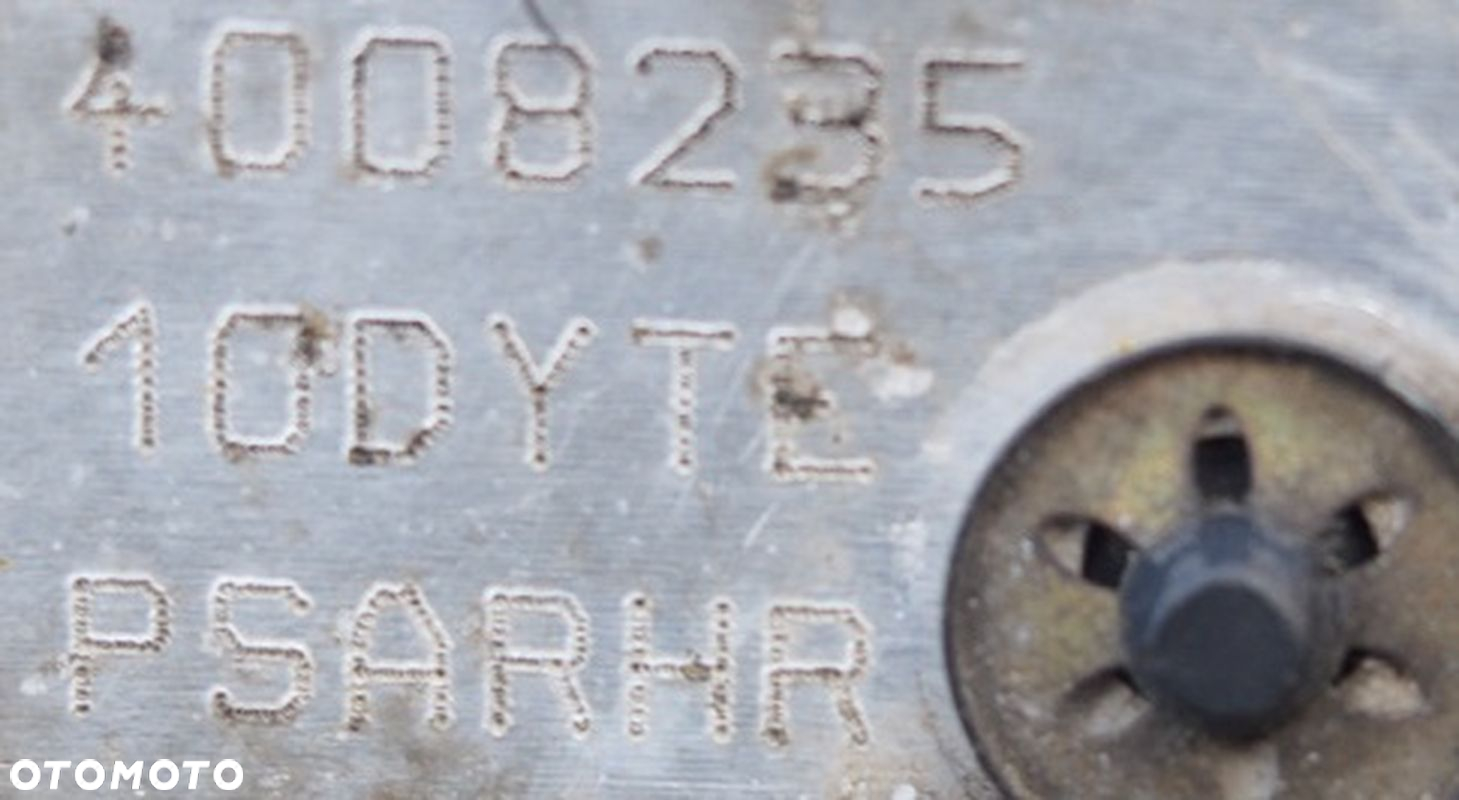 4008235
10DYTE
PSARHR
OTOMOTO